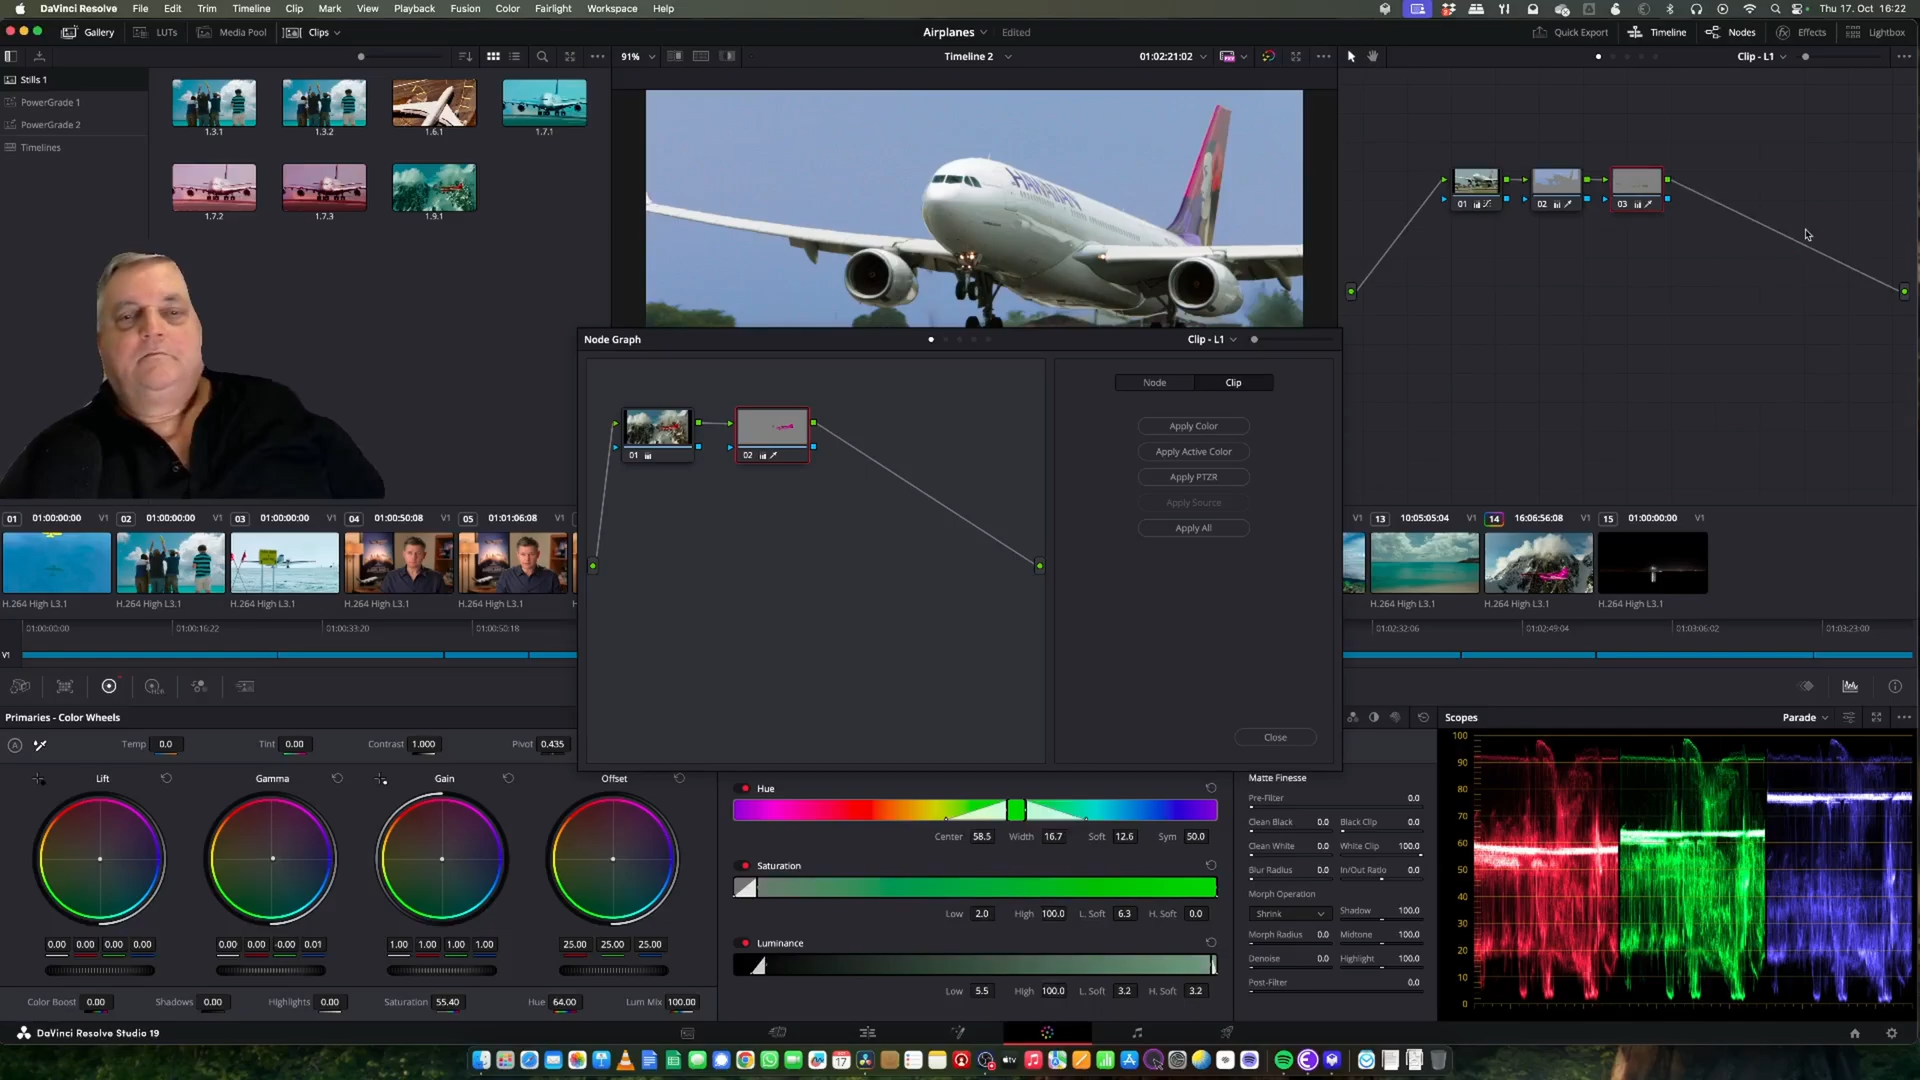 DaVinci Resolve File Edit Trim Timeline Clip Mark View Playback Fusion Color Fairlight Workspace Help Thu 17. Oct 16:22
Gallery LUTs Media Pool Clips Airplanes Edited Quick Export Timeline Nodes Effects Lightbox
91% Timeline 2 01:02:21:02 Clip - L1
Stills 1
PowerGrade 1
PowerGrade 2
Timelines
1.3.1 1.3.2 1.6.1 1.7.1
1.7.2 1.7.3 1.9.1
HAWAIIAN
01 02 03
Node Graph Clip - L1
Node Clip
Apply Color
Apply Active Color
Apply PTZR
Apply Source
Apply All
01 02
Close
01 01:00:00:00 V1 02 01:00:00:00 V1 03 01:00:00:00 V1 04 01:00:50:08 V1 05 01:01:06:08 V1
V1 13 10:05:05:04 V1 14 16:06:56:08 V1 15 01:00:00:00 V1
H.264 High L3.1 H.264 High L3.1 H.264 High L3.1 H.264 High L3.1 H.264 High L3.1
H.264 High L3.1 H.264 High L3.1 H.264 High L3.1
01:00:00:00 01:00:16:22 01:00:33:20 01:00:50:18 01:02:32:06 01:02:49:04 01:03:06:02 01:03:23:00
V1
Primaries - Color Wheels
Temp 0.0 Tint 0.00 Contrast 1.000 Pivot 0.435
Lift Gamma Gain Offset
0.00 0.00 0.00 0.00 0.00 0.00 -0.00 0.01 1.00 1.00 1.00 1.00 25.00 25.00 25.00
Color Boost 0.00 Shadows 0.00 Highlights 0.00 Saturation 55.40 Hue 64.00 Lum Mix 100.00
Hue
Center 58.5 Width 16.7 Soft 12.6 Sym 50.0
Saturation
Low 2.0 High 100.0 L. Soft 6.3 H. Soft 0.0
Luminance
Low 5.5 High 100.0 L. Soft 3.2 H. Soft 3.2
Matte Finesse
Pre-Filter 0.0
Clean Black 0.0 Black Clip 0.0
Clean White 0.0 White Clip 100.0
Blur Radius 0.0 In/Out Ratio 0.0
Morph Operation
Shrink Shadow 100.0
Morph Radius 0.0 Midtone 100.0
Denoise 0.0 Highlight 100.0
Post-Filter 0.0
Scopes Parade
100
90
80
70
60
50
40
30
20
10
0
DaVinci Resolve Studio 19